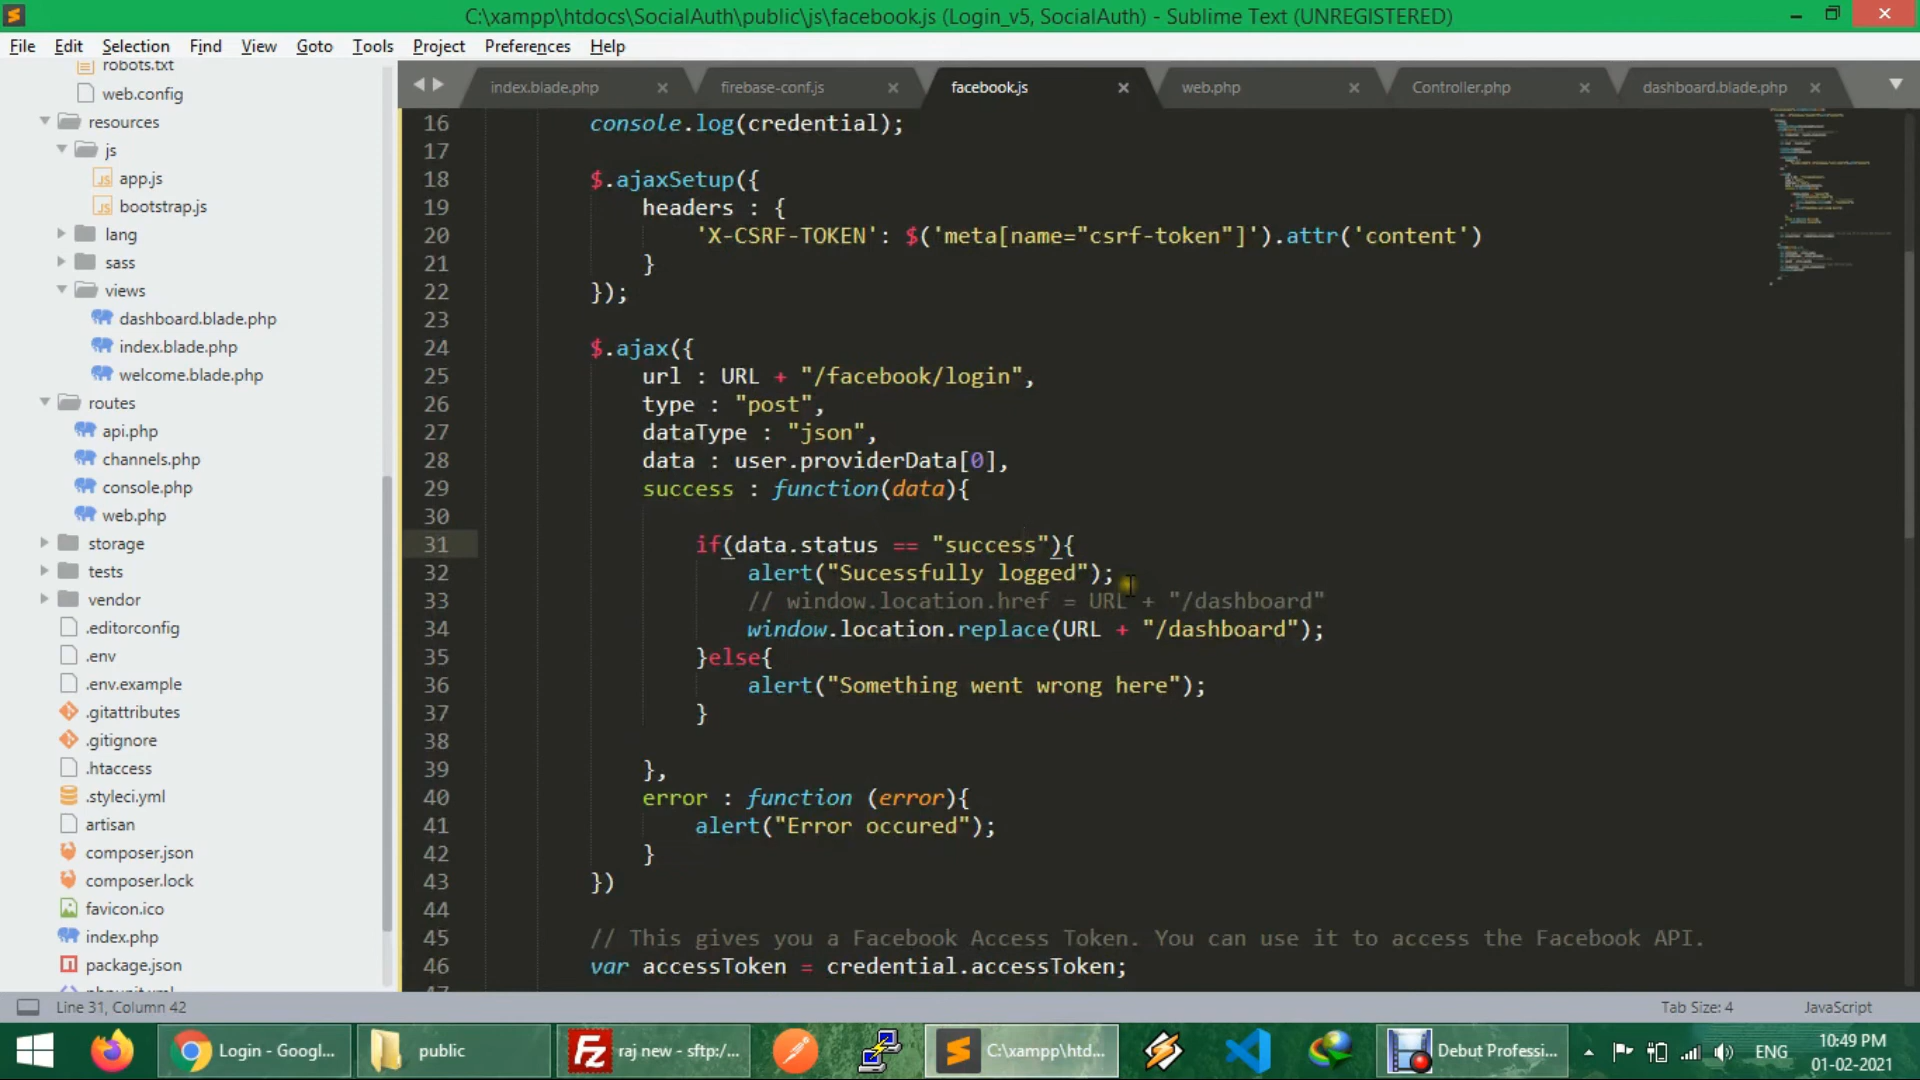 C:\xampp\htdocs\SocialAuth\public\js\facebook.js (Login_v5, SocialAuth) - Sublime Text (UNREGISTERED)
File Edit Selection Find View Goto Tools Project Preferences Help
index.blade.php firebase-conf.js facebook.js web.php Controller.php dashboard.blade.php
robots.txt
web.config
resources
js
app.js
bootstrap.js
lang
sass
views
dashboard.blade.php
index.blade.php
welcome.blade.php
routes
api.php
channels.php
console.php
web.php
storage
tests
vendor
.editorconfig
.env
.env.example
.gitattributes
.gitignore
.htaccess
.styleci.yml
artisan
composer.json
composer.lock
favicon.ico
index.php
package.json
16 console.log(credential);
17
18 $.ajaxSetup({
19 headers : {
20 'X-CSRF-TOKEN': $('meta[name="csrf-token"]').attr('content')
21 }
22 });
23
24 $.ajax({
25 url : URL + "/facebook/login",
26 type : "post",
27 dataType : "json",
28 data : user.providerData[0],
29 success : function(data){
30
31 if(data.status == "success"){
32 alert("Sucessfully logged");
33 // window.location.href = URL + "/dashboard"
34 window.location.replace(URL + "/dashboard");
35 }else{
36 alert("Something went wrong here");
37 }
38
39 },
40 error : function (error){
41 alert("Error occured");
42 }
43 })
44
45 // This gives you a Facebook Access Token. You can use it to access the Facebook API.
46 var accessToken = credential.accessToken;
Line 31, Column 42 Tab Size: 4 JavaScript
Login - Googl... public raj new - sftp:/... C:\xampp\htd... Debut Professi... ENG 10:49 PM
01-02-2021